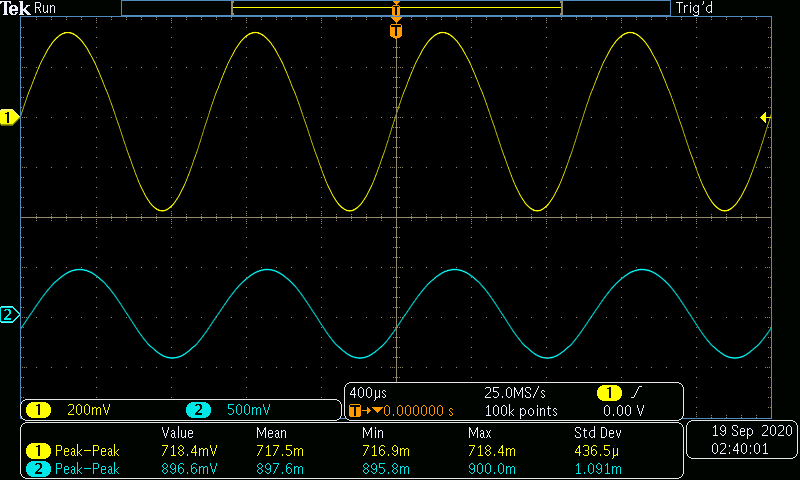 Tek Run Trig'd
T
T
1
2
400µs 25.0MS/s 1
T→▼0.000000 s 100k points 0.00 V
1 200mV 2 500mV
Value Mean Min Max Std Dev
1 Peak-Peak 718.4mV 717.5m 716.9m 718.4m 436.5µ
2 Peak-Peak 896.6mV 897.6m 895.8m 900.0m 1.091m
19 Sep 2020
02:40:01